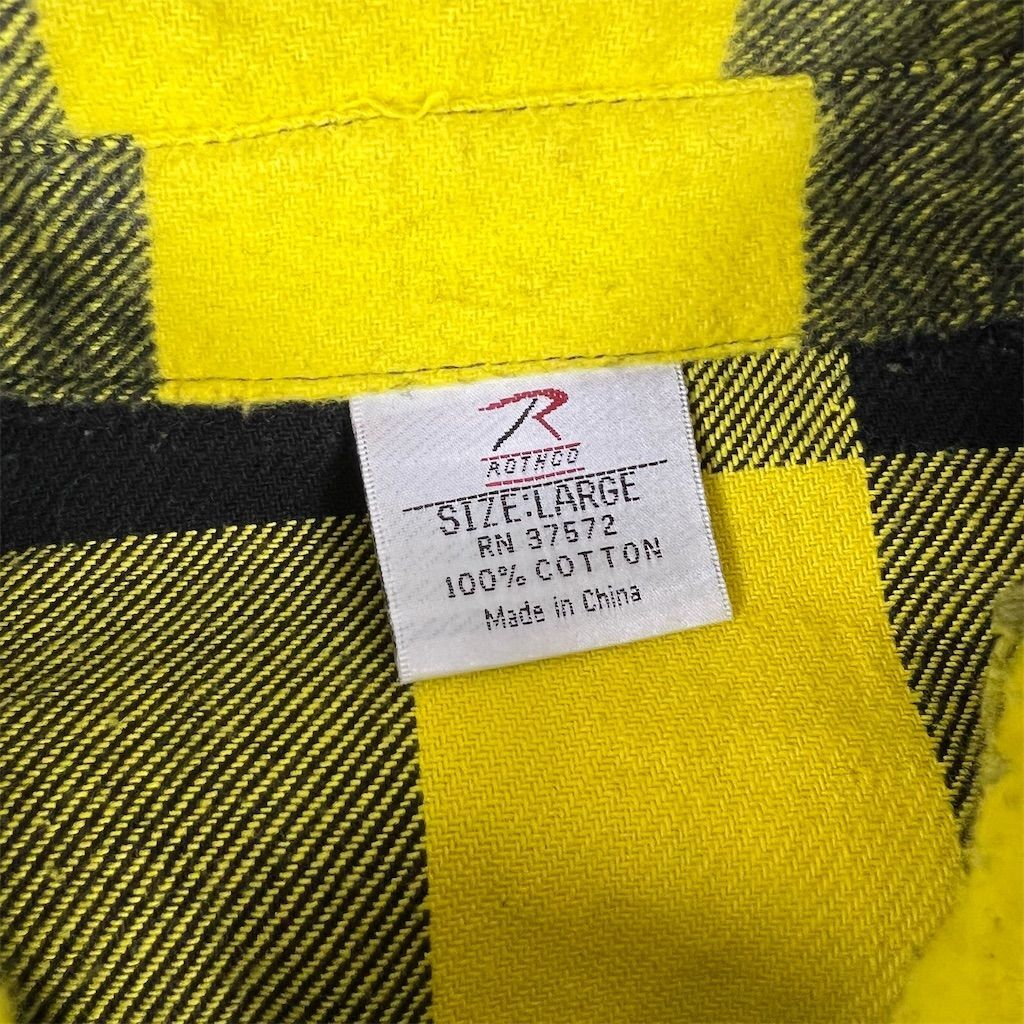 R
ROTHCO
SIZE:LARGE
RN 37572
100% COTTON
Made in China